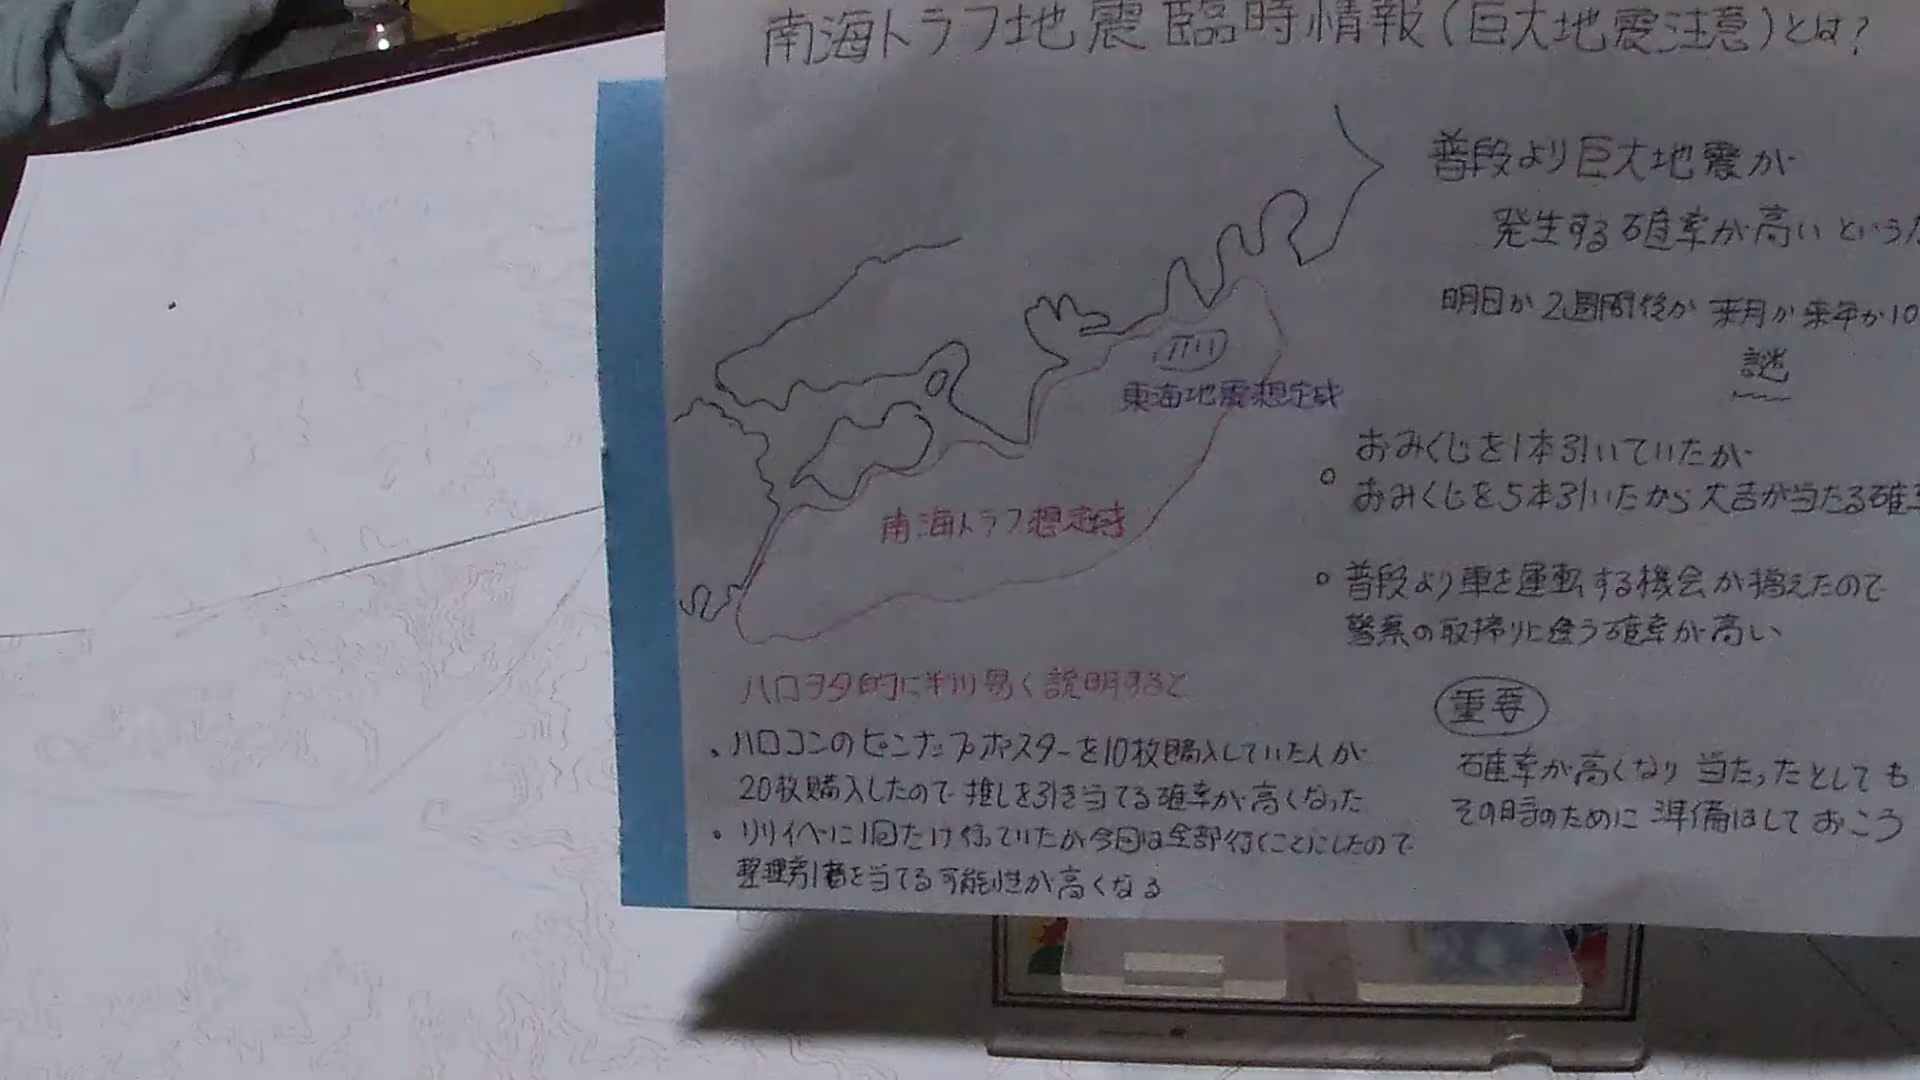 南海トラフ地震臨時情報(巨大地震注意)とは?
普段より巨大地震が
発生する確率が高いという
明日か2週間後か来月か来年か10
謎
東海地震想定域
南海トラフ想定域
おみくじを1本引いていたが
おみくじを5本引いたから大吉が当たる確率
普段より車を運転する機会が増えたので
警察の取締りに逢う確率が高い
重要
確率が高くなり当たったとしても
その時のために準備はしておこう
ハロヲタ的に判り易く説明すると
ハロコンのピンナップポスターを10枚購入していた人が
20枚購入したので推しを引き当てる確率が高くなった
リリイベに1回だけ行っていたが今回は全部行くことにしたので
整理券1番を当てる可能性が高くなる